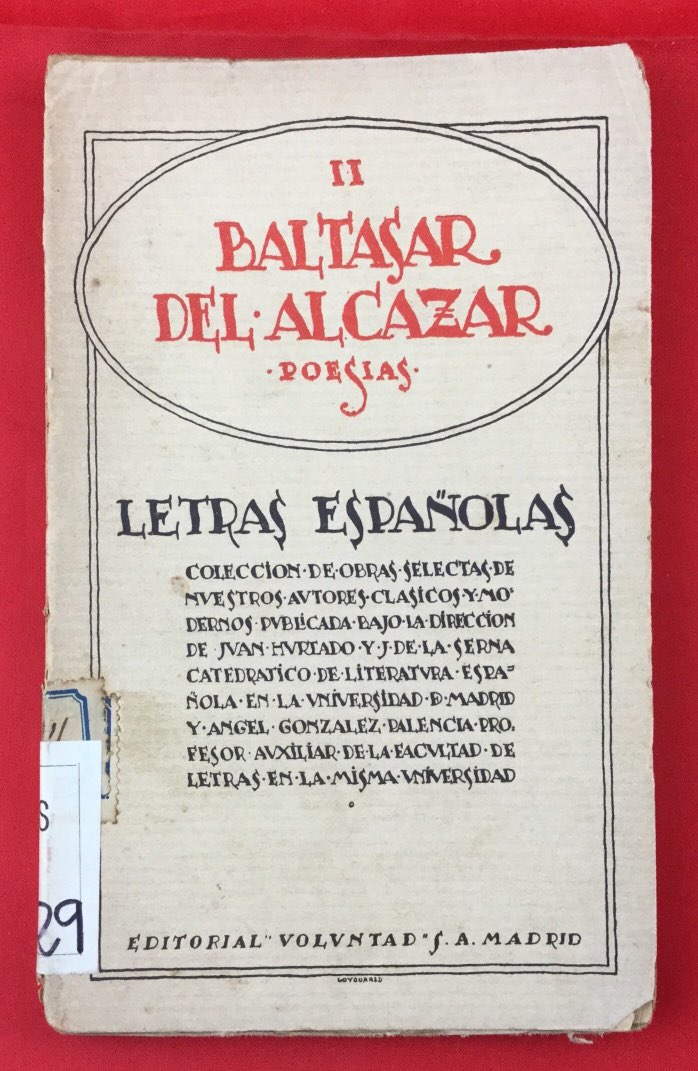 II
BALTASAR
DEL·ALCAZAR
·POESIAS·
LETRAS ESPAÑOLAS
COLECCION·DE·OBRAS·SELECTAS·DE
NVESTROS·AVTORES·CLASICOS·Y·MO-
DERNOS·PVBLICADA·BAJO·LA·DIRECCION
DE JVAN·HVRTADO·Y·J·DE·LA·SERNA
CATEDRATICO·DE·LITERATVRA·ESPA=
ÑOLA·EN·LA·VNIVERSIDAD·D·MADRID
Y·ANGEL·GONZALEZ·PALENCIA·PRO-
FESOR·AVXILIAR·DE·LA·FACVLTAD·DE
LETRAS·EN·LA·MISMA·VNIVERSIDAD
S
29
EDITORIAL "VOLVNTAD" S. A. MADRID